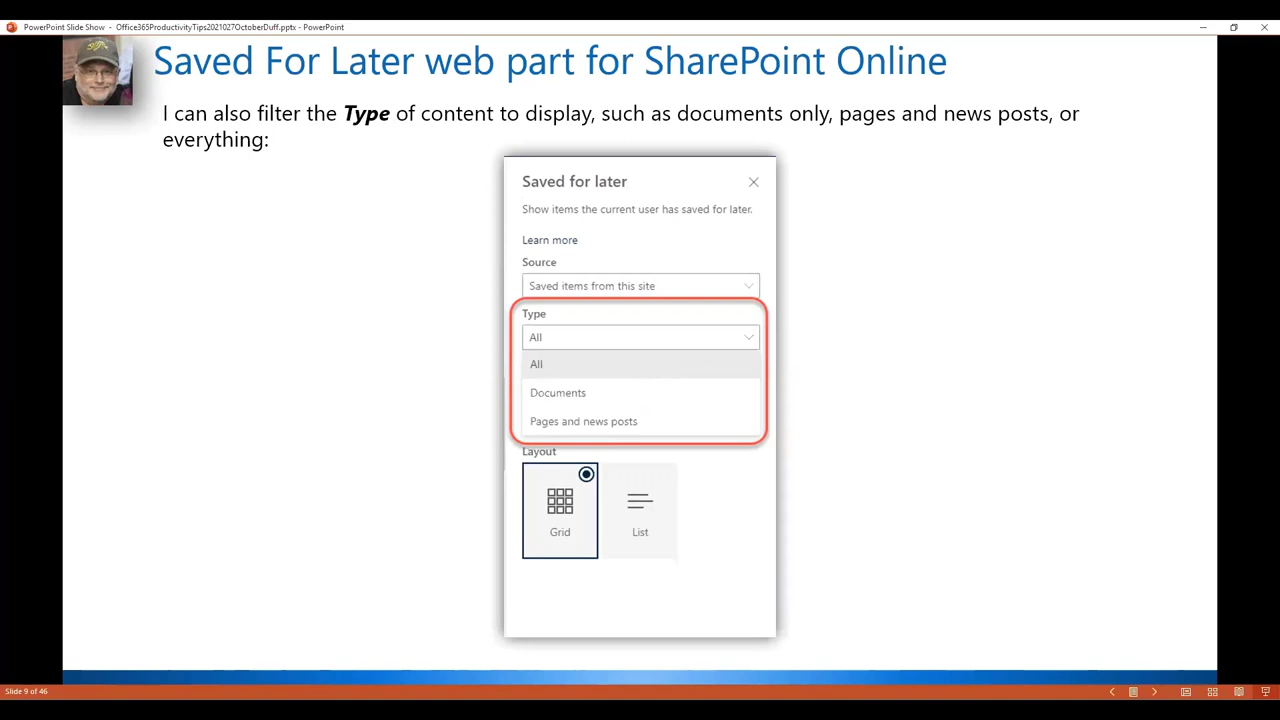 PowerPoint Slide Show - Office365ProductivityTips2021027OctoberDuff.pptx - PowerPoint
Saved For Later web part for SharePoint Online
I can also filter the Type of content to display, such as documents only, pages and news posts, or
everything:
Saved for later
Show items the current user has saved for later.
Learn more
Source
Saved items from this site
Type
All
All
Documents
Pages and news posts
Layout
Grid
List
Slide 9 of 46